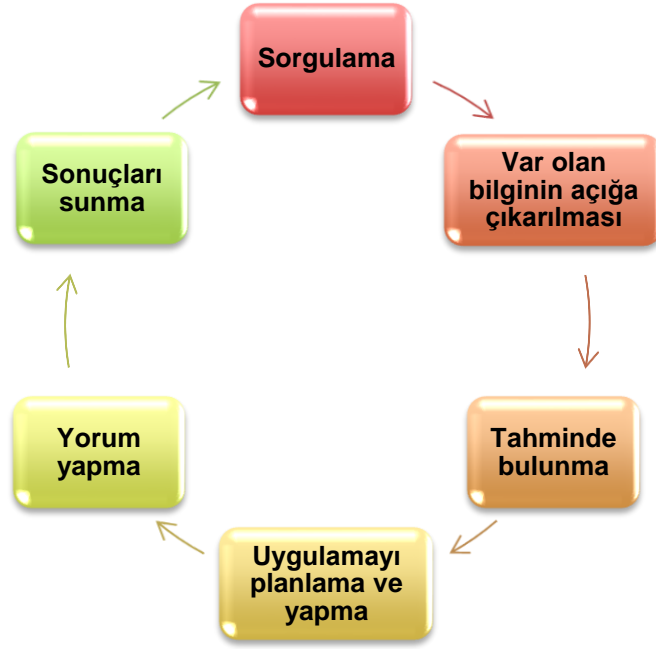 Sorgulama
Var olan
bilginin açığa
çıkarılması
Tahminde
bulunma
Uygulamayı
planlama ve
yapma
Yorum
yapma
Sonuçları
sunma